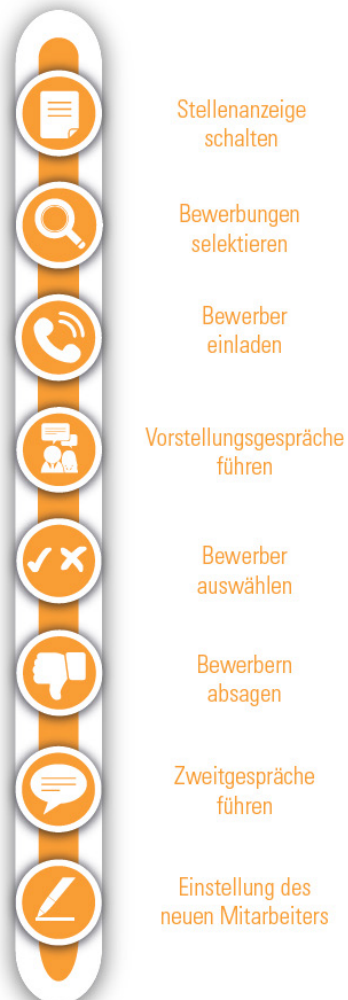 Stellenanzeige
schalten
Bewerbungen
selektieren
Bewerber
einladen
Vorstellungsgespräche
führen
Bewerber
auswählen
Bewerbern
absagen
Zweitgespräche
führen
Einstellung des
neuen Mitarbeiters